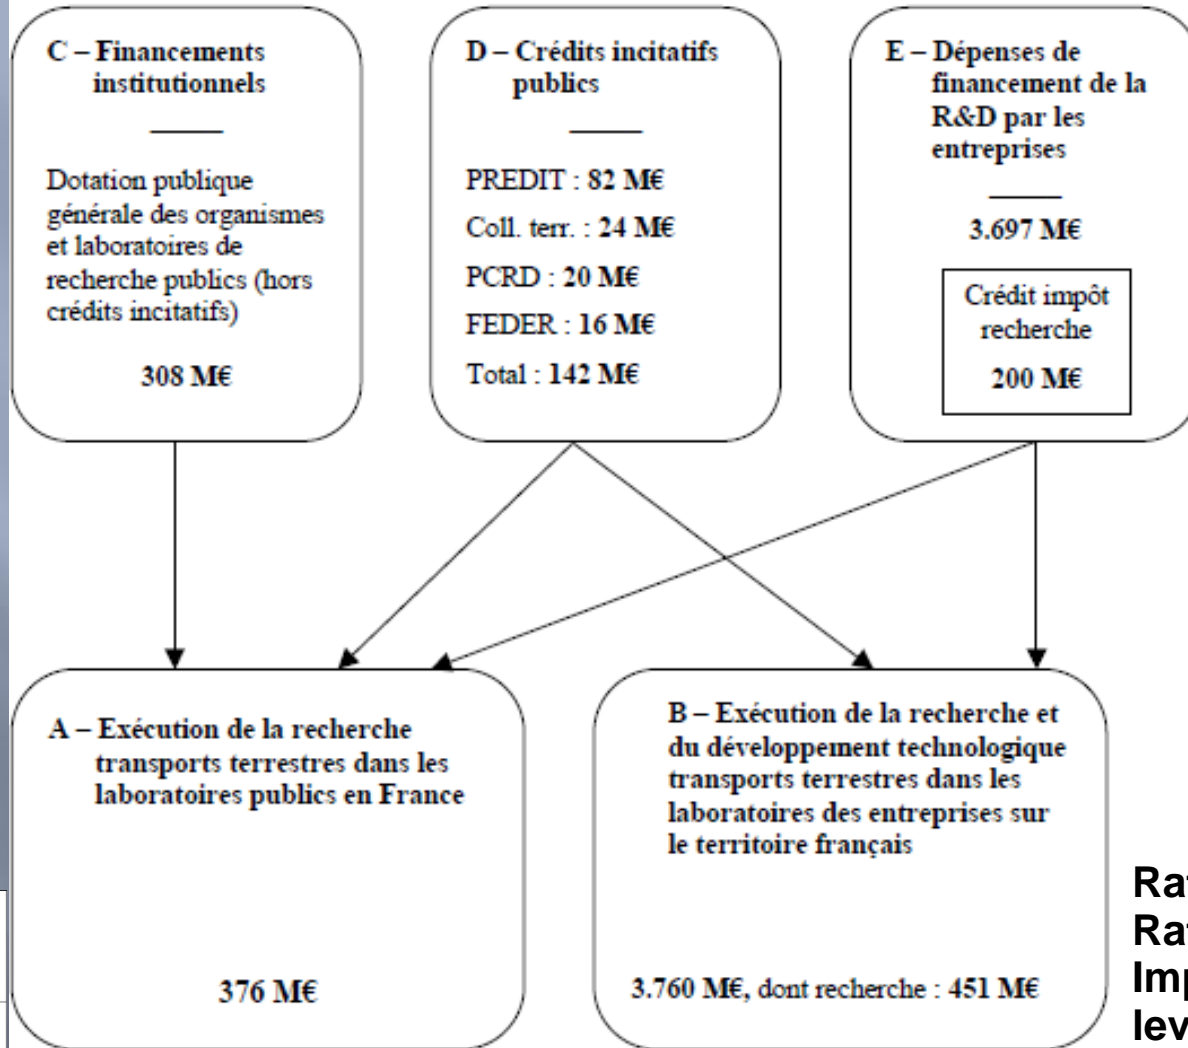 C – Financements
institutionnels
Dotation publique
générale des organismes
et laboratoires de
recherche publics (hors
crédits incitatifs)
308 M€
D – Crédits incitatifs
publics
PREDIT : 82 M€
Coll. terr. : 24 M€
PCRD : 20 M€
FEDER : 16 M€
Total : 142 M€
E – Dépenses de
financement de la
R&D par les
entreprises
3.697 M€
Crédit impôt
recherche
200 M€
A – Exécution de la recherche
transports terrestres dans les
laboratoires publics en France
376 M€
B – Exécution de la recherche et
du développement technologique
transports terrestres dans les
laboratoires des entreprises sur
le territoire français
3.760 M€, dont recherche : 451 M€